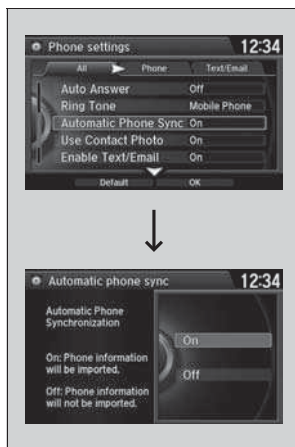 Phone settings 12:34
All Phone Text/Email
Auto Answer Off
Ring Tone Mobile Phone
Automatic Phone Sync On
Use Contact Photo On
Enable Text/Email On
Default OK
Automatic phone sync 12:34
Automatic Phone
Synchronization
On: Phone information
will be imported.
Off: Phone information
will not be imported.
On
Off